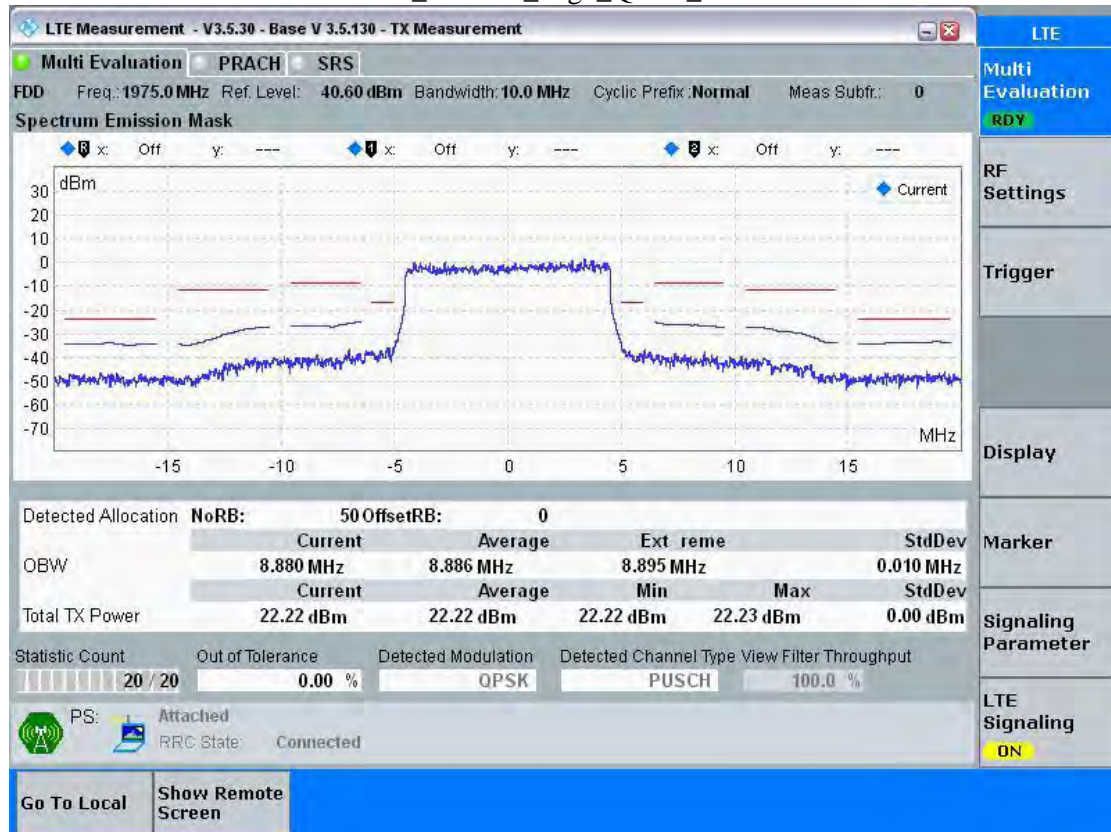 LTE Measurement - V3.5.30 - Base V 3.5.130 - TX Measurement
LTE
Multi Evaluation PRACH SRS
Multi Evaluation
RDY
FDD Freq.: 1975.0 MHz Ref. Level: 40.60 dBm Bandwidth: 10.0 MHz Cyclic Prefix : Normal Meas Subfr.: 0
Spectrum Emission Mask
R x: Off y: --- 1 x: Off y: --- 2 x: Off y: ---
dBm
Current
30
20
10
0
-10
-20
-30
-40
-50
-60
-70
MHz
-15 -10 -5 0 5 10 15
RF Settings
Trigger
Display
Marker
Signaling Parameter
LTE Signaling
ON
Detected Allocation NoRB: 50 OffsetRB: 0
Current Average Ext reme StdDev
OBW 8.880 MHz 8.886 MHz 8.895 MHz 0.010 MHz
Current Average Min Max StdDev
Total TX Power 22.22 dBm 22.22 dBm 22.22 dBm 22.23 dBm 0.00 dBm
Statistic Count Out of Tolerance Detected Modulation Detected Channel Type View Filter Throughput
20 / 20 0.00 % QPSK PUSCH 100.0 %
PS: Attached
RRC State: Connected
Go To Local Show Remote Screen